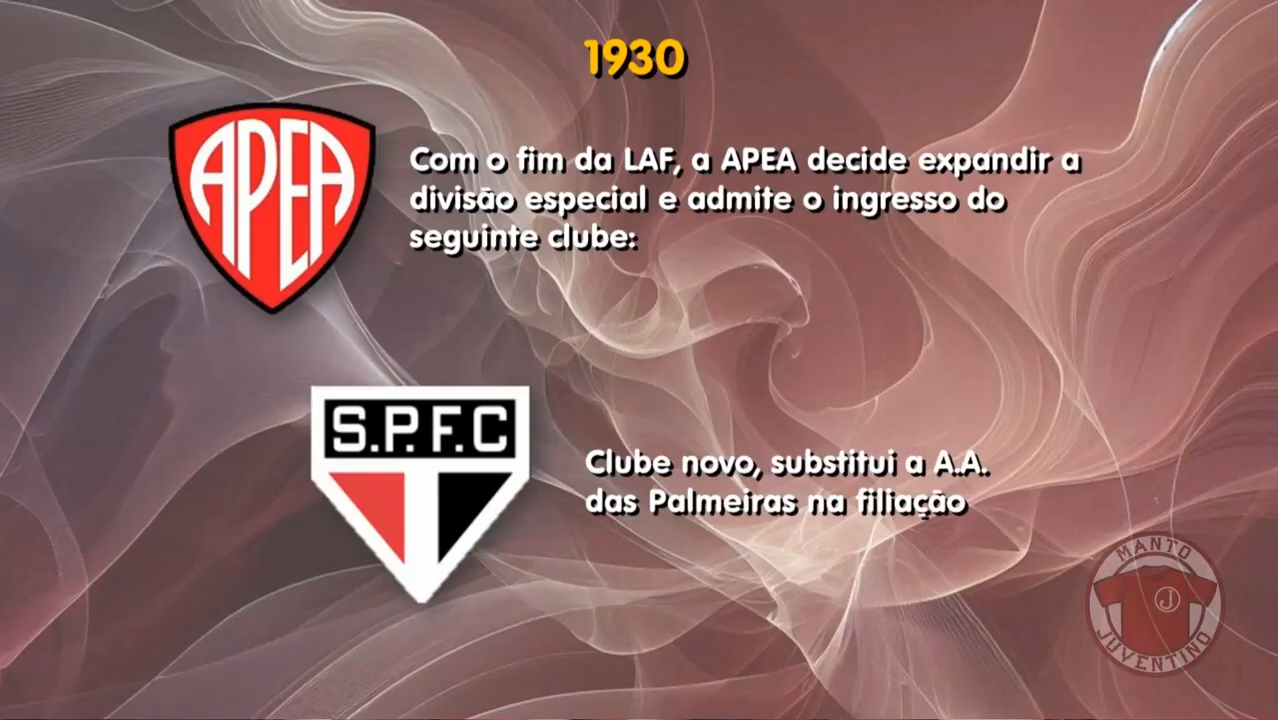 1930
APEA
Com o fim da LAF, a APEA decide expandir a
divisão especial e admite o ingresso do
seguinte clube:
S.P.F.C
Clube novo, substitui a A.A.
das Palmeiras na filiação
MANTO
J
JUVENTINO